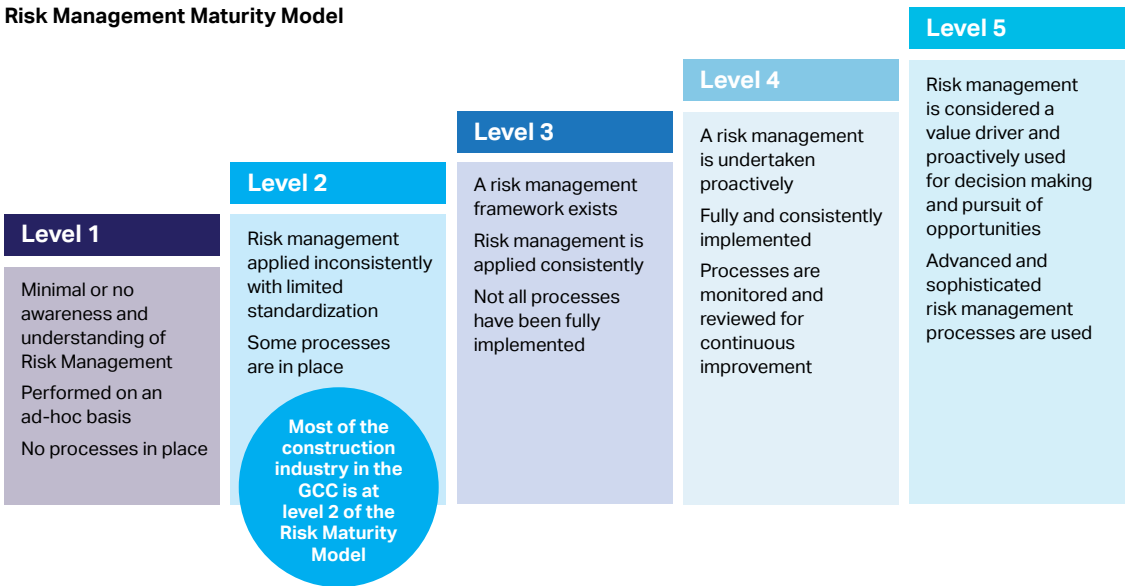 Risk Management Maturity Model
Level 1
Minimal or no
awareness and
understanding of
Risk Management
Performed on an
ad-hoc basis
No processes in place
Level 2
Risk management
applied inconsistently
with limited
standardization
Some processes
are in place
Most of the
construction
industry in the
GCC is at
level 2 of the
Risk Maturity
Model
Level 3
A risk management
framework exists
Risk management is
applied consistently
Not all processes
have been fully
implemented
Level 4
A risk management
is undertaken
proactively
Fully and consistently
implemented
Processes are
monitored and
reviewed for
continuous
improvement
Level 5
Risk management
is considered a
value driver and
proactively used
for decision making
and pursuit of
opportunities
Advanced and
sophisticated
risk management
processes are used